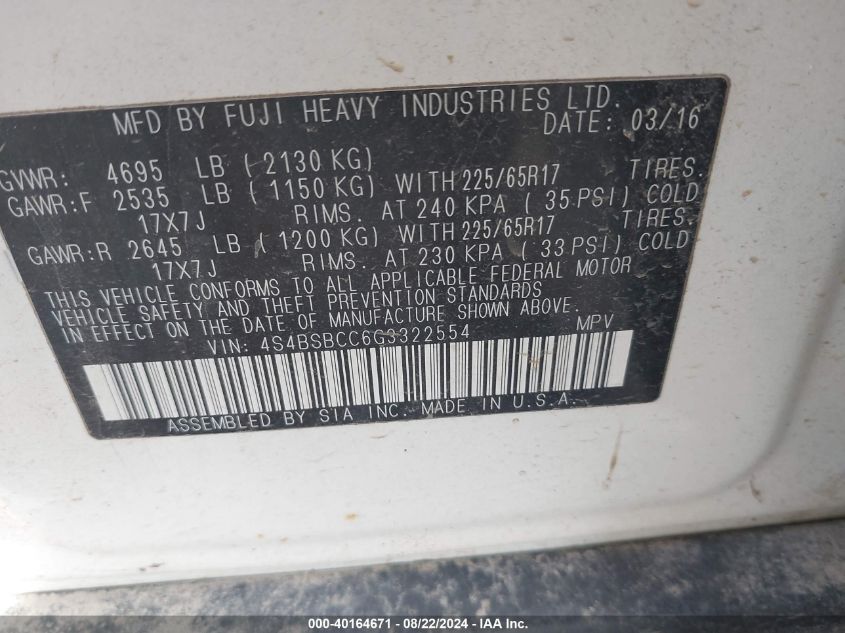 MFD BY FUJI HEAVY INDUSTRIES LTD.
DATE: 03/16
GVWR: 4695 LB (2130 KG)
GAWR:F 2535 LB (1150 KG) WITH 225/65R17 TIRES.
17X7J RIMS. AT 240 KPA (35 PSI) COLD
GAWR:R 2645 LB (1200 KG) WITH 225/65R17 TIRES.
17X7J RIMS. AT 230 KPA (33 PSI) COLD
THIS VEHICLE CONFORMS TO ALL APPLICABLE FEDERAL MOTOR
VEHICLE SAFETY AND THEFT PREVENTION STANDARDS
IN EFFECT ON THE DATE OF MANUFACTURE SHOWN ABOVE.
VIN: 4S4BSBCC6G3322554 MPV
ASSEMBLED BY SIA INC. MADE IN U.S.A.
000-40164671 - 08/22/2024 - IAA Inc.